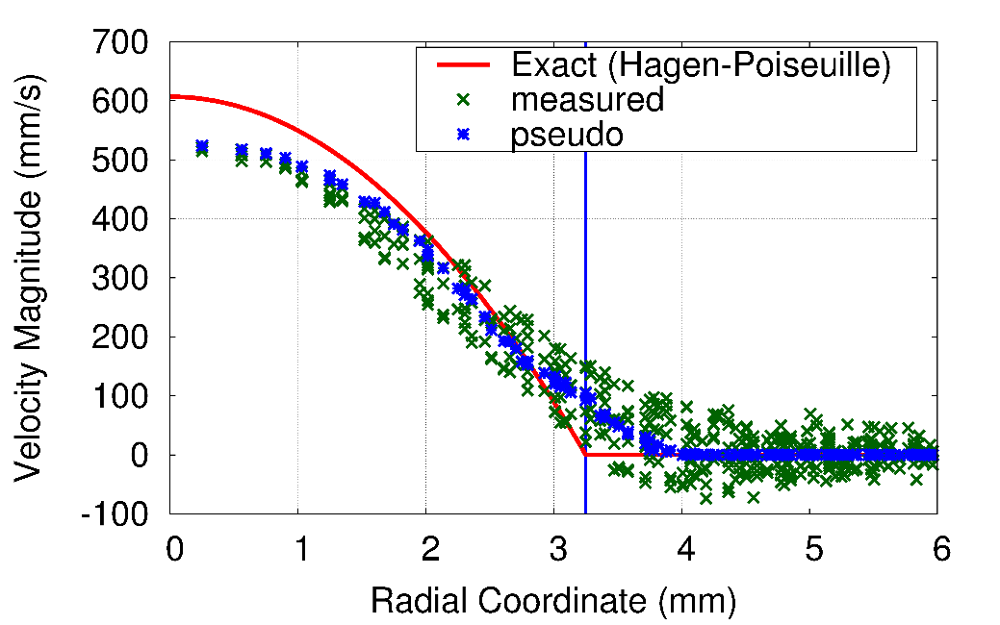 700
600
500
400
300
200
100
0
-100
Velocity Magnitude (mm/s)
Exact (Hagen-Poiseuille)
measured
pseudo
0 1 2 3 4 5 6
Radial Coordinate (mm)